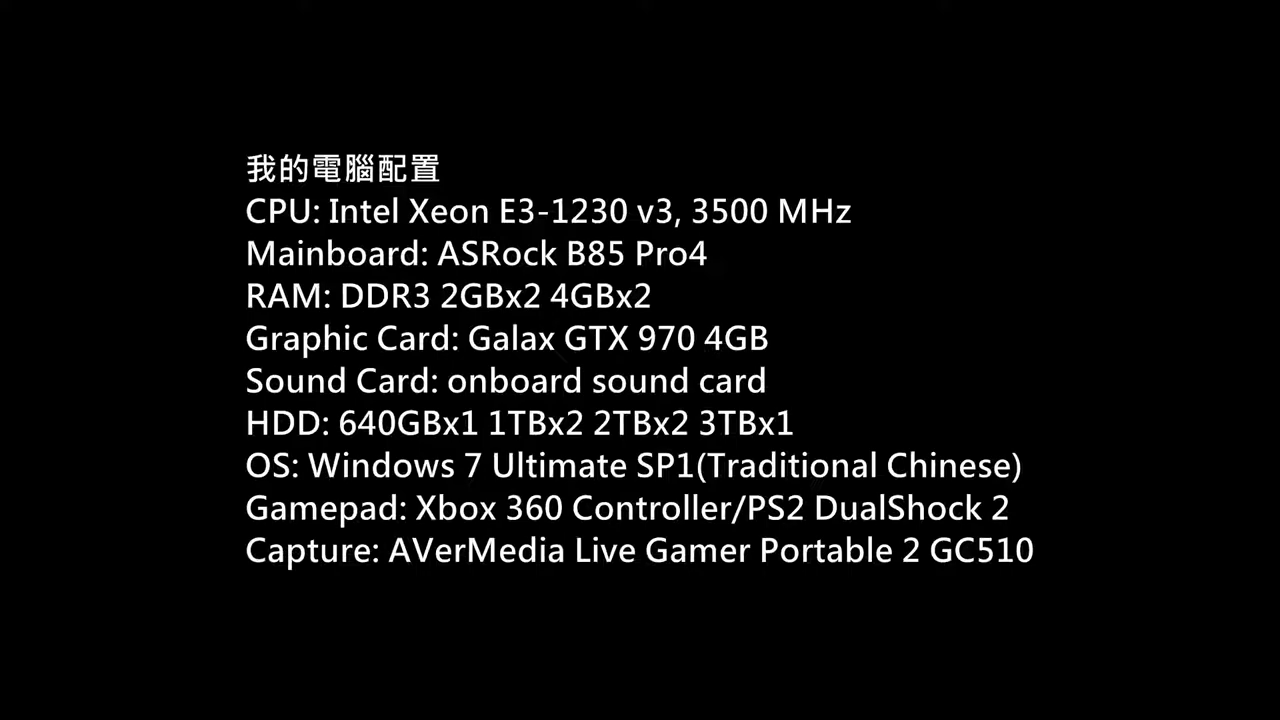 我的電腦配置
CPU: Intel Xeon E3-1230 v3, 3500 MHz
Mainboard: ASRock B85 Pro4
RAM: DDR3 2GBx2 4GBx2
Graphic Card: Galax GTX 970 4GB
Sound Card: onboard sound card
HDD: 640GBx1 1TBx2 2TBx2 3TBx1
OS: Windows 7 Ultimate SP1(Traditional Chinese)
Gamepad: Xbox 360 Controller/PS2 DualShock 2
Capture: AVerMedia Live Gamer Portable 2 GC510